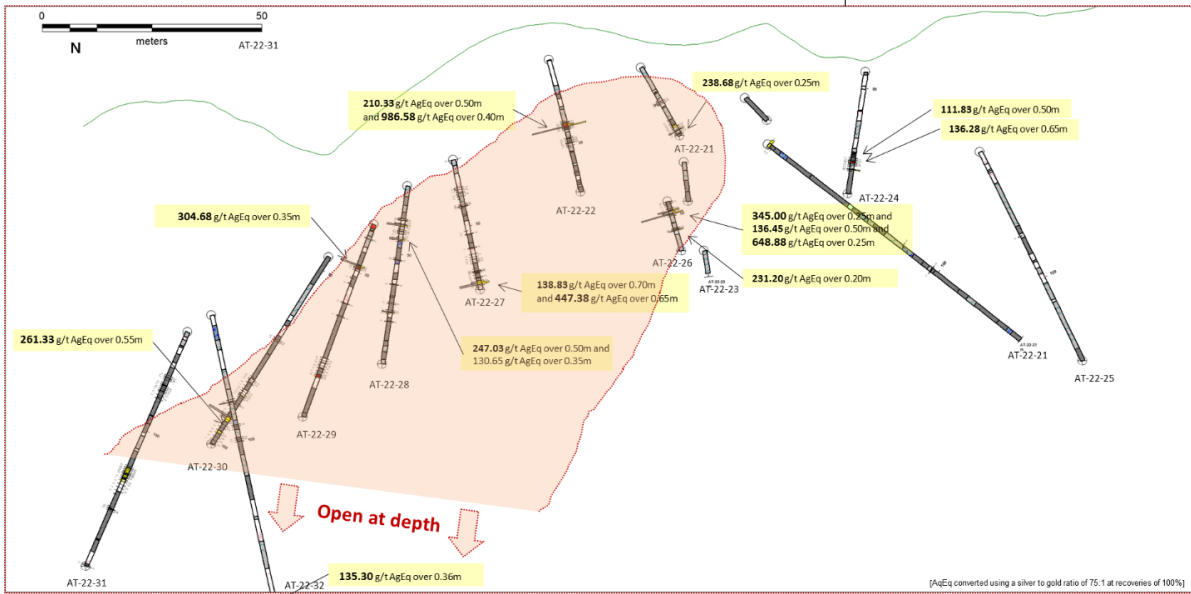 0
50
N
meters
AT-22-31
210.33 g/t AgEq over 0.50m
and 986.58 g/t AgEq over 0.40m
238.68 g/t AgEq over 0.25m
111.83 g/t AgEq over 0.50m
136.28 g/t AgEq over 0.65m
AT-22-21
AT-22-22
AT-22-24
304.68 g/t AgEq over 0.35m
345.00 g/t AgEq over 0.25m and
136.45 g/t AgEq over 0.50m and
648.88 g/t AgEq over 0.25m
AT-22-26
231.20 g/t AgEq over 0.20m
AT-22-23
AT-22-27
138.83 g/t AgEq over 0.70m
and 447.38 g/t AgEq over 0.65m
261.33 g/t AgEq over 0.55m
247.03 g/t AgEq over 0.50m and
130.65 g/t AgEq over 0.35m
AT-22-21
AT-22-25
AT-22-28
AT-22-29
AT-22-30
Open at depth
AT-22-31
AT-22-32
135.30 g/t AgEq over 0.36m
[AqEq converted using a silver to gold ratio of 75:1 at recoveries of 100%]